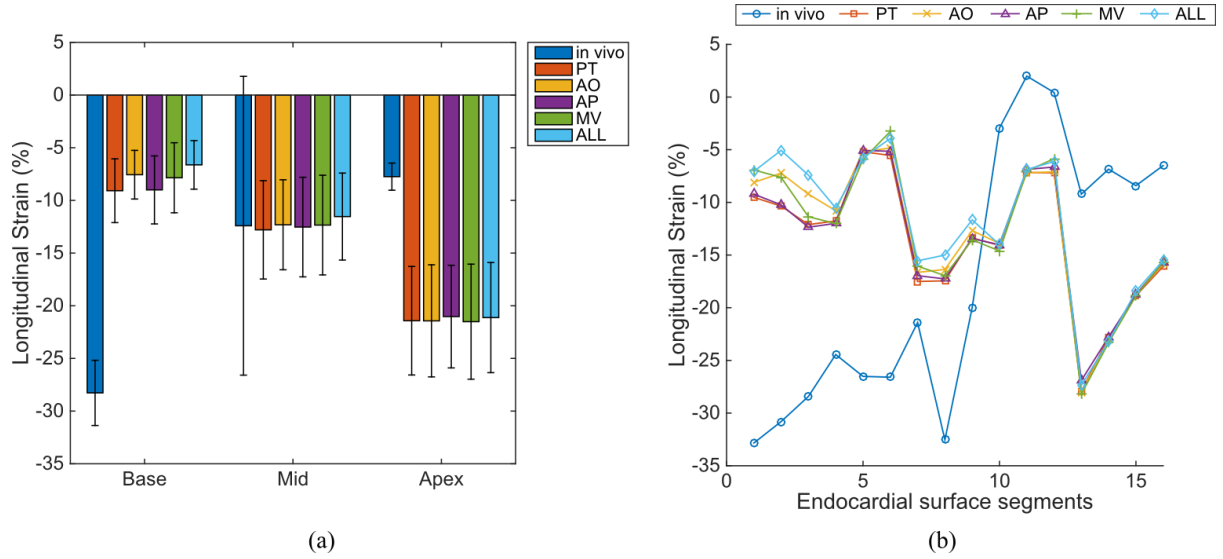 in vivo PT AO AP MV ALL
5
0
-5
-10
-15
-20
-25
-30
-35
Longitudinal Strain (%)
Base Mid Apex
in vivo
PT
AO
AP
MV
ALL
(a)
5
0
-5
-10
-15
-20
-25
-30
-35
Longitudinal Strain (%)
0 5 10 15
Endocardial surface segments
(b)